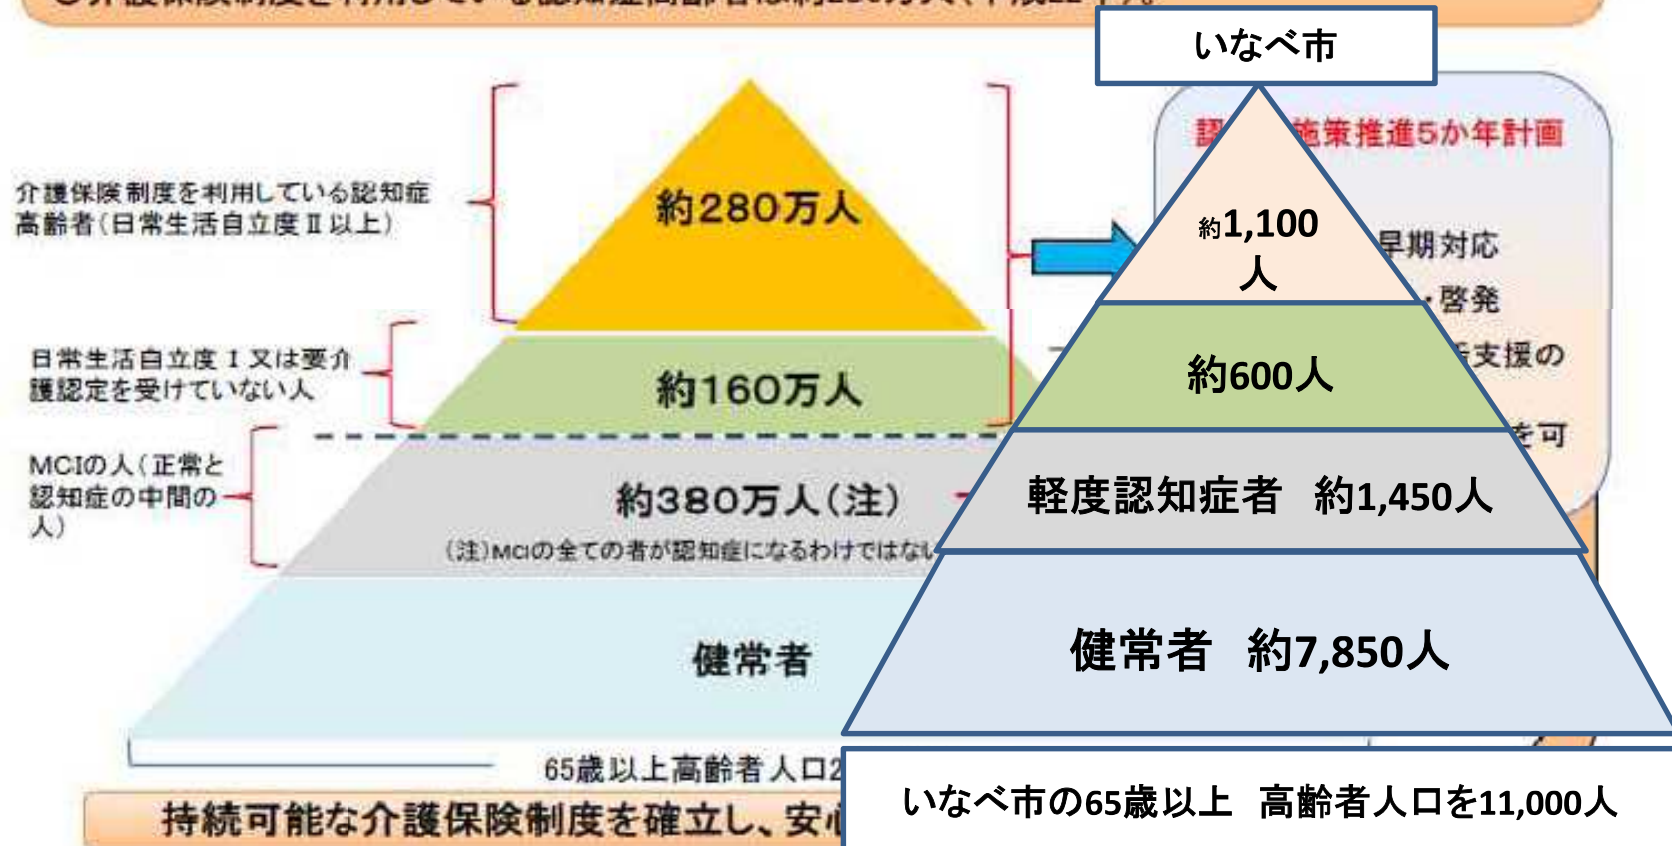 いなべ市
施策推進5か年計画
早期対応
・啓発
支援の
を可
介護保険制度を利用している認知症
高齢者(日常生活自立度Ⅱ以上)
約280万人
約1,100
人
日常生活自立度Ⅰ又は要介
護認定を受けていない人
約160万人
約600人
MCIの人(正常と
認知症の中間の
人)
約380万人(注)
(注)MCIの全ての者が認知症になるわけではない
軽度認知症者 約1,450人
健常者
健常者 約7,850人
65歳以上高齢者人口2
いなべ市の65歳以上 高齢者人口を11,000人
持続可能な介護保険制度を確立し、安心